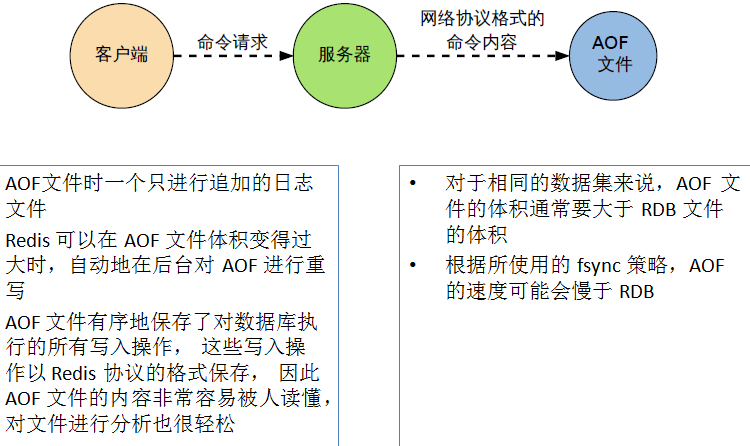 客户端
命令请求
服务器
网络协议格式的
命令内容
AOF
文件
AOF文件时一个只进行追加的日志
文件
Redis 可以在 AOF 文件体积变得过
大时，自动地在后台对 AOF 进行重
写
AOF 文件有序地保存了对数据库执
行的所有写入操作， 这些写入操
作以 Redis 协议的格式保存， 因此
AOF 文件的内容非常容易被人读懂，
对文件进行分析也很轻松
• 对于相同的数据集来说，AOF 文
件的体积通常要大于 RDB 文件
的体积
• 根据所使用的 fsync 策略，AOF
的速度可能会慢于 RDB